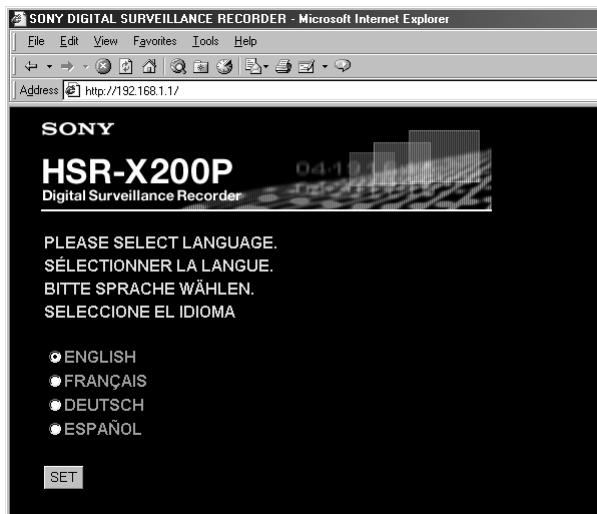 SONY DIGITAL SURVEILLANCE RECORDER - Microsoft Internet Explorer
File Edit View Favorites Tools Help
Address http://192.168.1.1/
SONY
HSR-X200P
Digital Surveillance Recorder
PLEASE SELECT LANGUAGE.
SÉLECTIONNER LA LANGUE.
BITTE SPRACHE WÄHLEN.
SELECCIONE EL IDIOMA
ENGLISH
FRANÇAIS
DEUTSCH
ESPAÑOL
SET